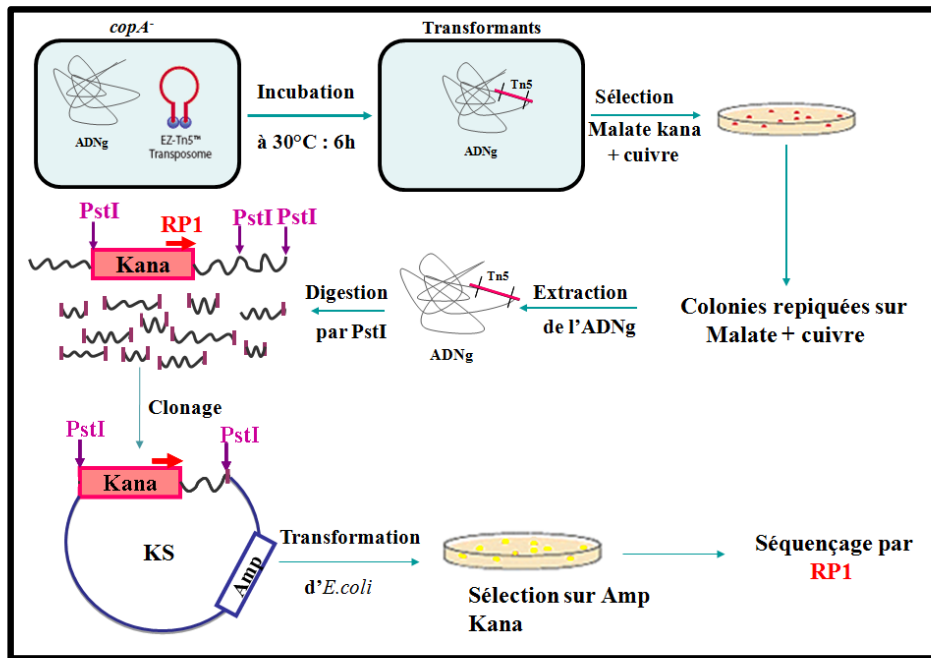 copA-
ADNg
EZ-Tn5™
Transposome
Incubation
à 30°C : 6h
Transformants
Tn5
ADNg
Sélection
Malate kana
+ cuivre
Colonies repiquées sur
Malate + cuivre
Extraction
de l'ADNg
Tn5
ADNg
Digestion
par PstI
PstI
RP1
PstI PstI
Kana
Clonage
PstI
PstI
Kana
KS
Amp
Transformation
d'E.coli
Sélection sur Amp
Kana
Séquençage par
RP1